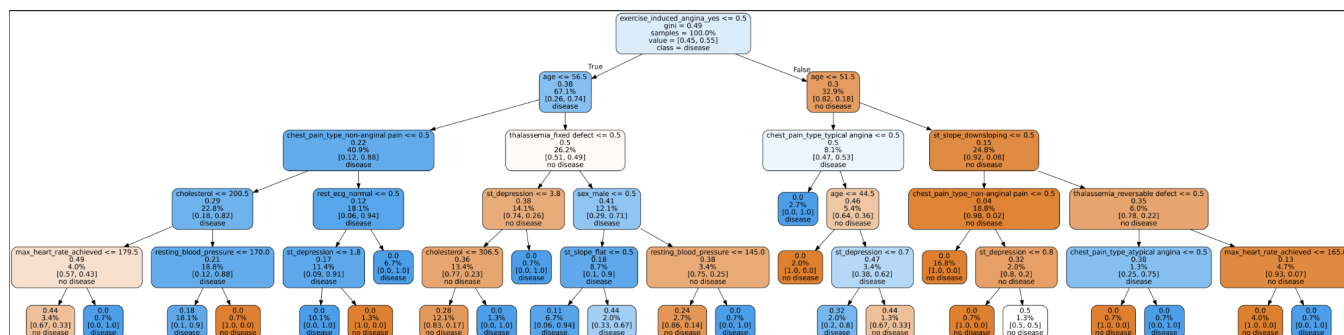 exercise_induced_angina_yes <= 0.5
gini = 0.49
samples = 100.0%
value = [0.45, 0.55]
class = disease
True
False
age <= 56.5
0.38
67.1%
[0.26, 0.74]
disease
age <= 51.5
0.3
32.9%
[0.82, 0.18]
no disease
chest_pain_type_non-anginal pain <= 0.5
0.22
40.9%
[0.12, 0.88]
disease
thalassemia_fixed defect <= 0.5
0.5
26.2%
[0.51, 0.49]
no disease
chest_pain_type_typical angina <= 0.5
0.5
8.1%
[0.47, 0.53]
disease
st_slope_downsloping <= 0.5
0.15
24.8%
[0.92, 0.08]
no disease
cholesterol <= 200.5
0.29
22.8%
[0.18, 0.82]
disease
rest_ecg_normal <= 0.5
0.12
18.1%
[0.06, 0.94]
disease
st_depression <= 3.8
0.38
14.1%
[0.74, 0.26]
no disease
sex_male <= 0.5
0.41
12.1%
[0.29, 0.71]
disease
0.0
2.7%
[0.0, 1.0]
disease
age <= 44.5
0.46
5.4%
[0.64, 0.36]
no disease
chest_pain_type_non-anginal pain <= 0.5
0.04
18.8%
[0.98, 0.02]
no disease
thalassemia_reversable defect <= 0.5
0.35
6.0%
[0.78, 0.22]
no disease
max_heart_rate_achieved <= 179.5
0.49
4.0%
[0.57, 0.43]
no disease
resting_blood_pressure <= 170.0
0.21
18.8%
[0.12, 0.88]
disease
st_depression <= 1.8
0.17
11.4%
[0.09, 0.91]
disease
0.0
6.7%
[0.0, 1.0]
disease
cholesterol <= 306.5
0.36
13.4%
[0.77, 0.23]
no disease
0.0
0.7%
[0.0, 1.0]
disease
st_slope_flat <= 0.5
0.18
8.7%
[0.1, 0.9]
disease
resting_blood_pressure <= 145.0
0.38
3.4%
[0.75, 0.25]
no disease
0.0
2.0%
[1.0, 0.0]
no disease
st_depression <= 0.7
0.47
3.4%
[0.38, 0.62]
disease
0.0
16.8%
[1.0, 0.0]
no disease
st_depression <= 0.8
0.32
2.0%
[0.8, 0.2]
no disease
chest_pain_type_atypical angina <= 0.5
0.38
1.3%
[0.25, 0.75]
disease
max_heart_rate_achieved <= 165.0
0.13
4.7%
[0.93, 0.07]
no disease
0.44
3.4%
[0.67, 0.33]
no disease
0.0
0.7%
[0.0, 1.0]
disease
0.18
18.1%
[0.1, 0.9]
disease
0.0
0.7%
[1.0, 0.0]
no disease
0.0
10.1%
[0.0, 1.0]
disease
0.0
1.3%
[1.0, 0.0]
no disease
0.28
12.1%
[0.83, 0.17]
no disease
0.0
1.3%
[0.0, 1.0]
disease
0.11
6.7%
[0.06, 0.94]
disease
0.44
2.0%
[0.33, 0.67]
disease
0.24
2.7%
[0.86, 0.14]
no disease
0.0
0.7%
[0.0, 1.0]
disease
0.32
2.0%
[0.2, 0.8]
disease
0.44
1.3%
[0.67, 0.33]
no disease
0.0
0.7%
[1.0, 0.0]
no disease
0.5
1.3%
[0.5, 0.5]
no disease
0.0
0.7%
[1.0, 0.0]
no disease
0.0
0.7%
[0.0, 1.0]
disease
0.0
4.0%
[1.0, 0.0]
no disease
0.0
0.7%
[0.0, 1.0]
disease